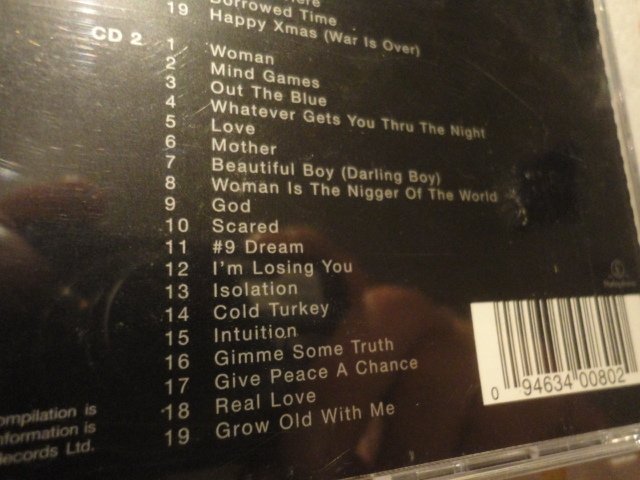 Borrowed Time
19 Happy Xmas (War Is Over)
CD 2 1 Woman
2 Mind Games
3 Out The Blue
4 Whatever Gets You Thru The Night
5 Love
6 Mother
7 Beautiful Boy (Darling Boy)
8 Woman Is The Nigger Of The World
9 God
10 Scared
11 #9 Dream
12 I'm Losing You
13 Isolation
14 Cold Turkey
15 Intuition
16 Gimme Some Truth
17 Give Peace A Chance
18 Real Love
19 Grow Old With Me
ompilation is
nformation is
ecords Ltd.
0 94634 00802